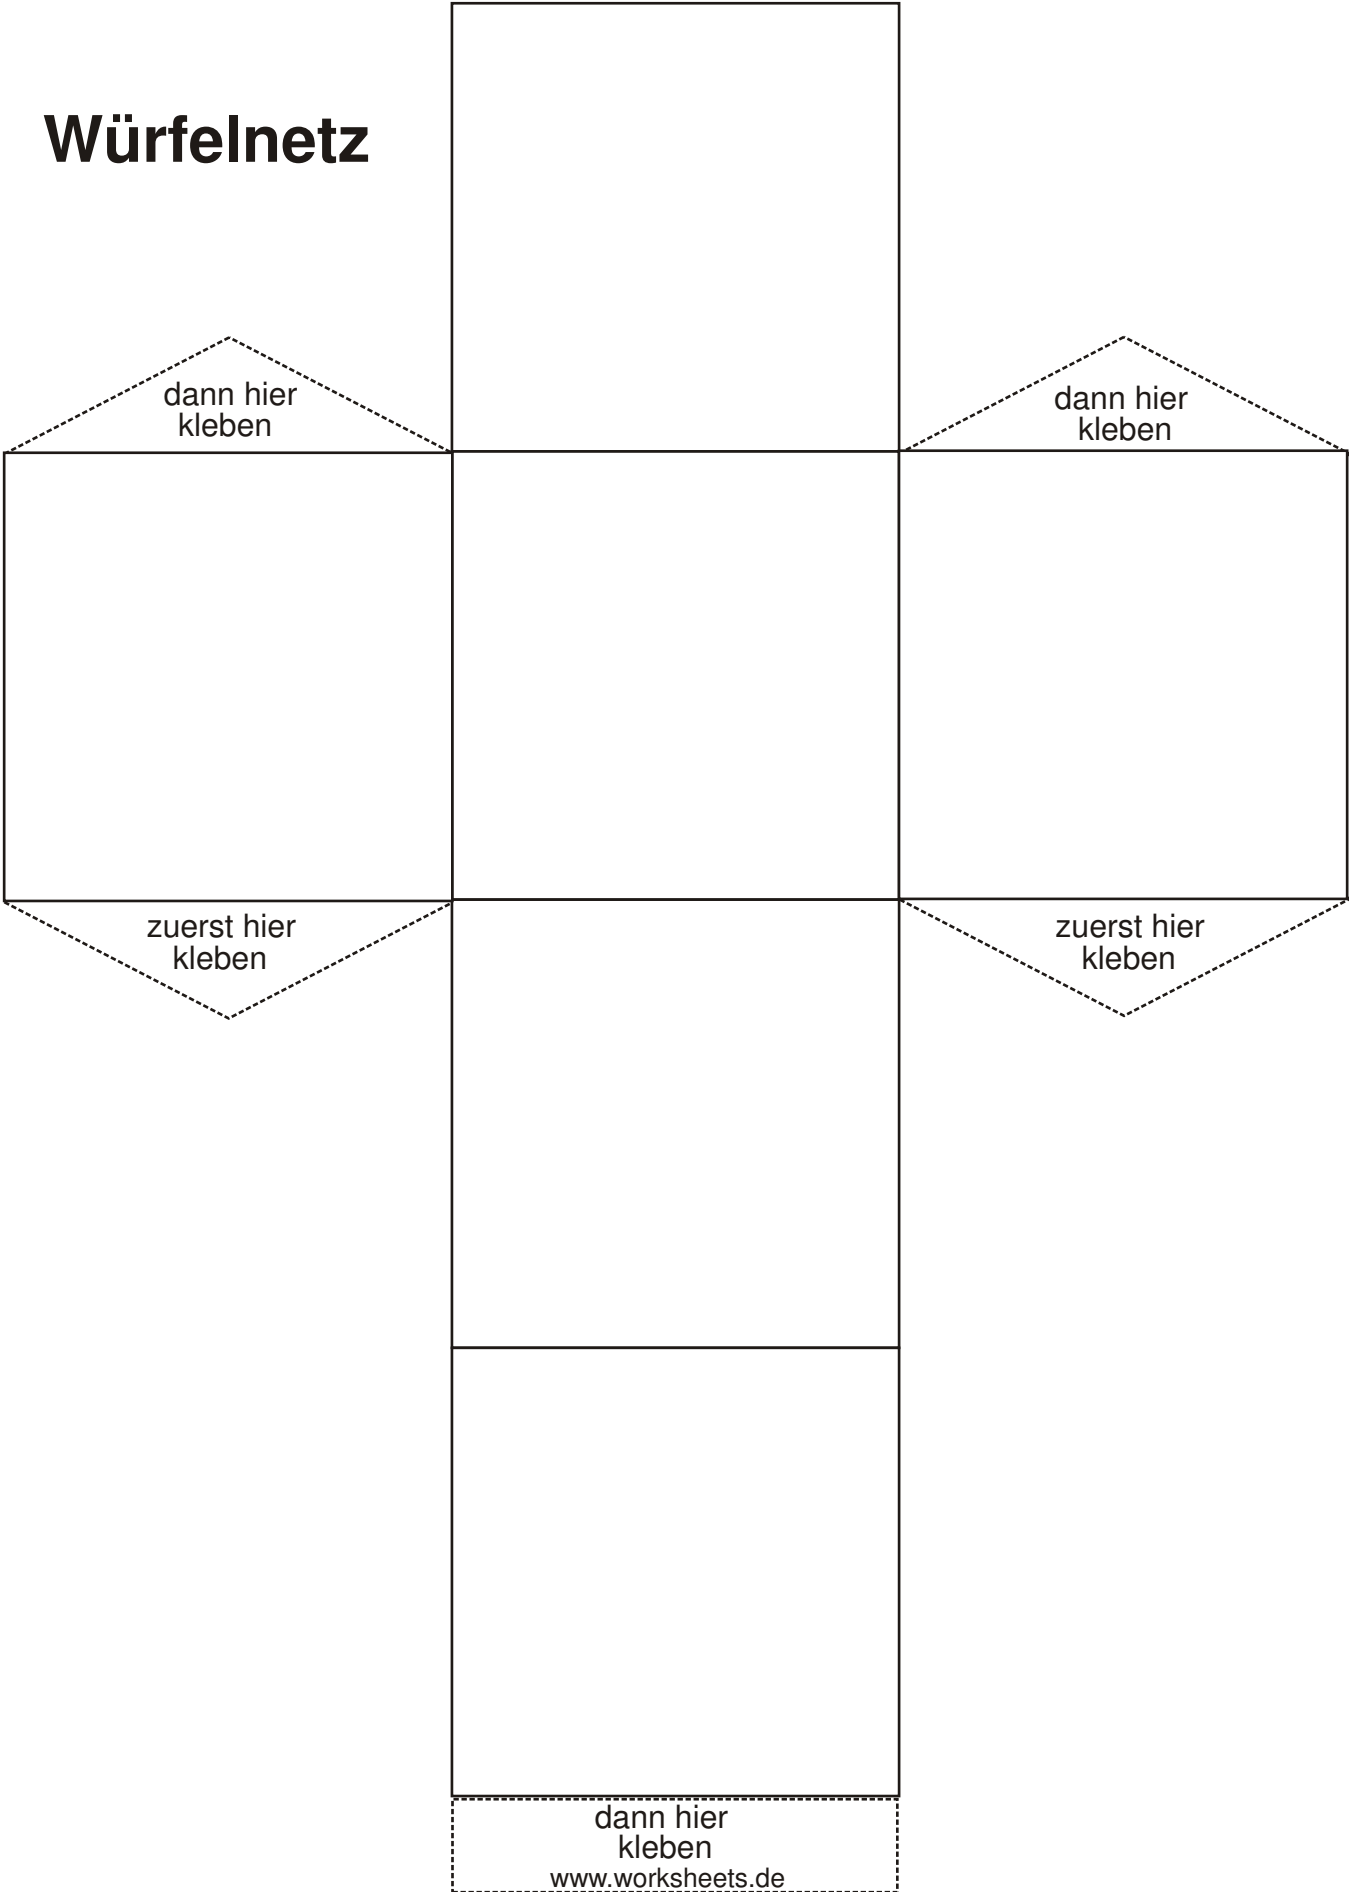 Würfelnetz
dann hier
kleben
dann hier
kleben
zuerst hier
kleben
zuerst hier
kleben
dann hier
kleben
www.worksheets.de